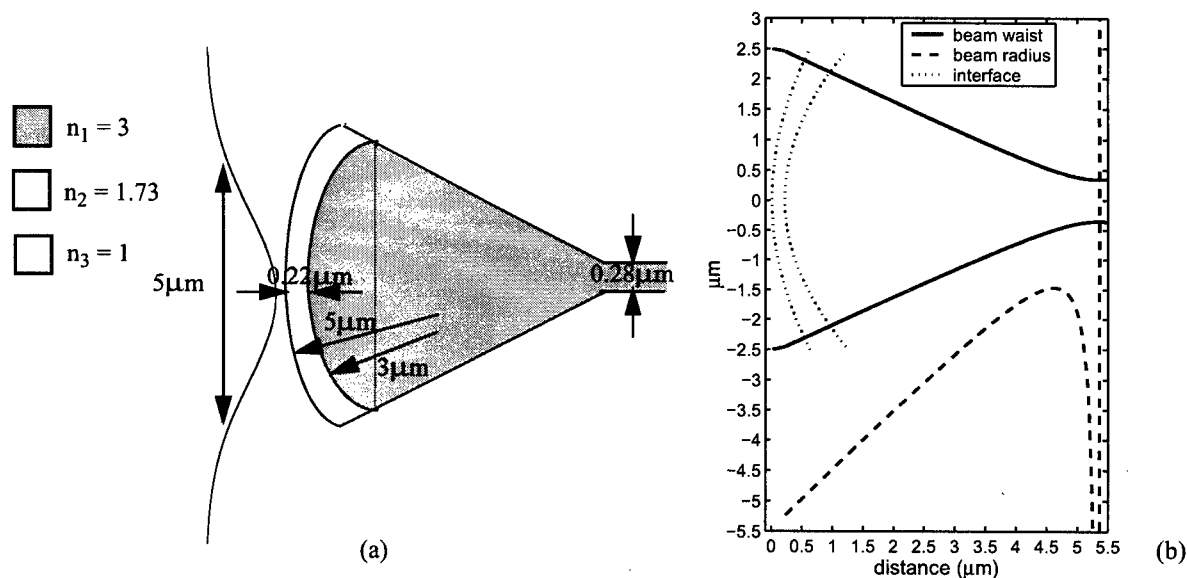 n1 = 3
n2 = 1.73
n3 = 1
5μm
0.22μm
5μm
3μm
0.28μm
(a)
beam waist
beam radius
interface
3
2.5
2
1.5
1
0.5
0
−0.5
−1
−1.5
−2
−2.5
−3
−3.5
−4
−4.5
−5
−5.5
μm
0 0.5 1 1.5 2 2.5 3 3.5 4 4.5 5 5.5
distance (μm)
(b)